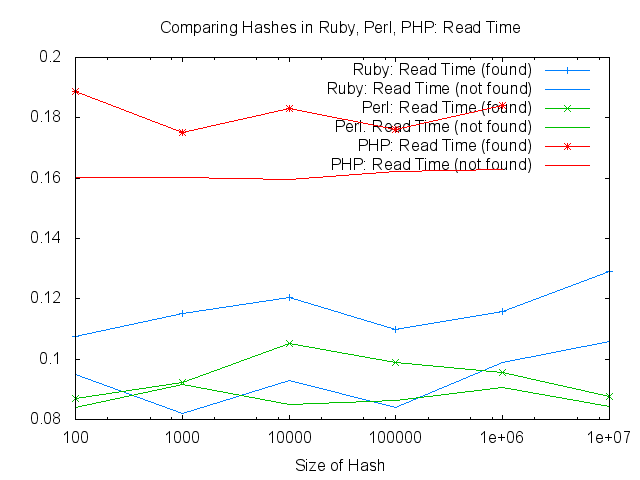 Comparing Hashes in Ruby, Perl, PHP: Read Time
0.2
0.18
0.16
0.14
0.12
0.1
0.08
Ruby: Read Time (found)
Ruby: Read Time (not found)
Perl: Read Time (found)
Perl: Read Time (not found)
PHP: Read Time (found)
PHP: Read Time (not found)
100 1000 10000 100000 1e+06 1e+07
Size of Hash